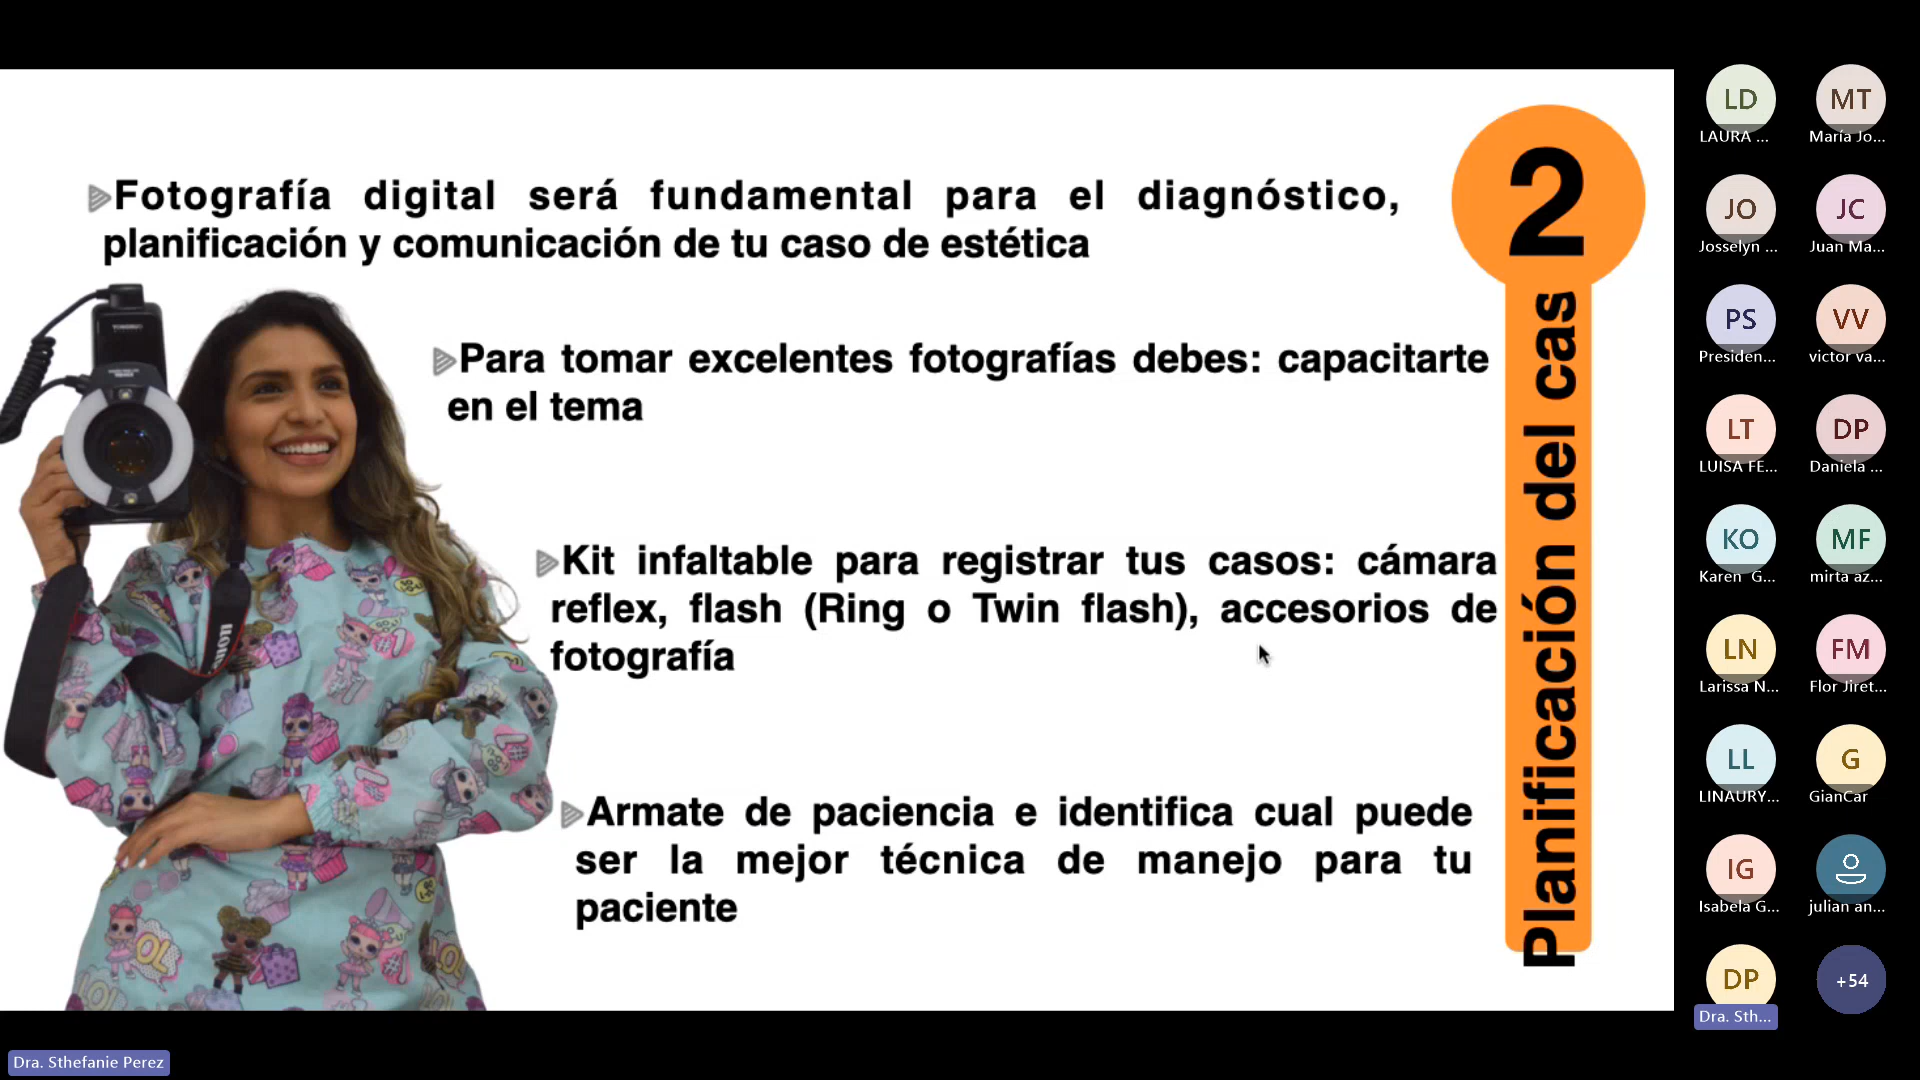 Fotografía digital será fundamental para el diagnóstico,
planificación y comunicación de tu caso de estética
Para tomar excelentes fotografías debes: capacitarte
en el tema
Kit infaltable para registrar tus casos: cámara
reflex, flash (Ring o Twin flash), accesorios de
fotografía
Armate de paciencia e identifica cual puede
ser la mejor técnica de manejo para tu
paciente
2
Planificación del cas
LD
LAURA ...
MT
María Jo...
JO
Josselyn ...
JC
Juan Ma...
PS
Presiden...
VV
victor va...
LT
LUISA FE...
DP
Daniela ...
KO
Karen G...
MF
mirta az...
LN
Larissa N...
FM
Flor Jiret...
LL
LINAURY...
G
GianCar
IG
Isabela G...
julian an...
DP
Dra. Sth...
+54
Dra. Sthefanie Perez